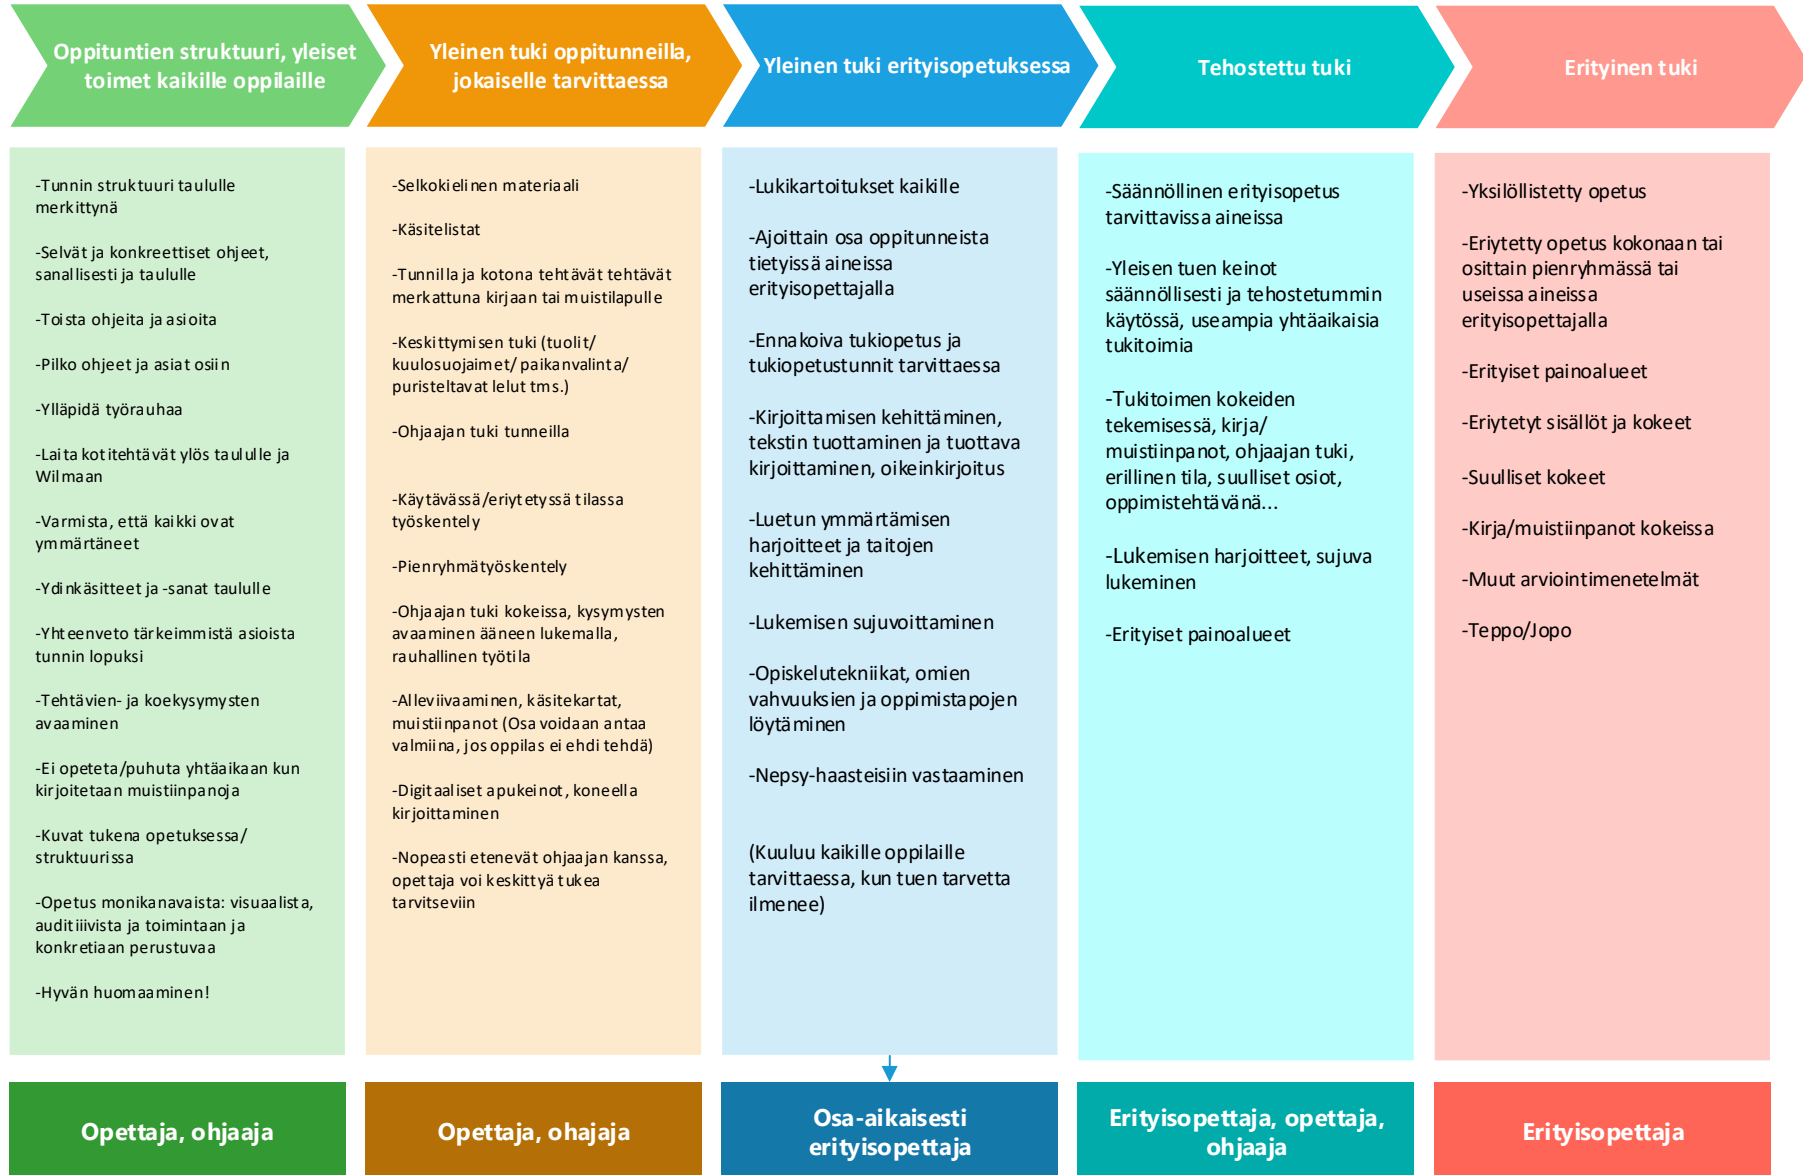 Oppituntien struktuuri, yleiset
toimet kaikille oppilaille
-Tunnin struktuuri taululle
merkittynä
-Selvät ja konkreettiset ohjeet,
sanallisesti ja taululle
-Toista ohjeita ja asioita
-Pilko ohjeet ja asiat osiin
-Ylläpidä työrauhaa
-Laita kotitehtävät ylös taululle ja
Wilmaan
-Varmista, että kaikki ovat
ymmärtäneet
-Ydinkäsitteet ja -sanat taululle
-Yhteenveto tärkeimmistä asioista
tunnin lopuksi
-Tehtävien- ja koekysymysten
avaaminen
-Ei opeteta/puhuta yhtäaikaan kun
kirjoitetaan muistiinpanoja
-Kuvat tukena opetuksessa/
struktuurissa
-Opetus monikanavaista: visuaalista,
auditiiivista ja toimintaan ja
konkretiaan perustuvaa
-Hyvän huomaaminen!
Opettaja, ohjaaja
Yleinen tuki oppitunneilla,
jokaiselle tarvittaessa
-Selkokielinen materiaali
-Käsitelistat
-Tunnilla ja kotona tehtävät tehtävät
merkattuna kirjaan tai muistilapulle
-Keskittymisen tuki (tuolit/
kuulosuojaimet/ paikanvalinta/
puristeltavat lelut tms.)
-Ohjaajan tuki tunneilla
-Käytävässä/eriytetyssä tilassa
työskentely
-Pienryhmätyöskentely
-Ohjaajan tuki kokeissa, kysymysten
avaaminen ääneen lukemalla,
rauhallinen työtila
-Alleviivaaminen, käsitekartat,
muistiinpanot (Osa voidaan antaa
valmiina, jos oppilas ei ehdi tehdä)
-Digitaaliset apukeinot, koneella
kirjoittaminen
-Nopeasti etenevät ohjaajan kanssa,
opettaja voi keskittyä tukea
tarvitseviin
Opettaja, ohajaja
Yleinen tuki erityisopetuksessa
-Lukikartoitukset kaikille
-Ajoittain osa oppitunneista
tietyissä aineissa
erityisopettajalla
-Ennakoiva tukiopetus ja
tukiopetustunnit tarvittaessa
-Kirjoittamisen kehittäminen,
tekstin tuottaminen ja tuottava
kirjoittaminen, oikeinkirjoitus
-Luetun ymmärtämisen
harjoitteet ja taitojen
kehittäminen
-Lukemisen sujuvoittaminen
-Opiskelutekniikat, omien
vahvuuksien ja oppimistapojen
löytäminen
-Nepsy-haasteisiin vastaaminen
(Kuuluu kaikille oppilaille
tarvittaessa, kun tuen tarvetta
ilmenee)
Osa-aikaisesti
erityisopettaja
Tehostettu tuki
-Säännöllinen erityisopetus
tarvittavissa aineissa
-Yleisen tuen keinot
säännöllisesti ja tehostetummin
käytössä, useampia yhtäaikaisia
tukitoimia
-Tukitoimen kokeiden
tekemisessä, kirja/
muistiinpanot, ohjaajan tuki,
erillinen tila, suulliset osiot,
oppimistehtävänä...
-Lukemisen harjoitteet, sujuva
lukeminen
-Erityiset painoalueet
Erityisopettaja, opettaja,
ohjaaja
Erityinen tuki
-Yksilöllistetty opetus
-Eriytetty opetus kokonaan tai
osittain pienryhmässä tai
useissa aineissa
erityisopettajalla
-Erityiset painoalueet
-Eriytetyt sisällöt ja kokeet
-Suulliset kokeet
-Kirja/muistiinpanot kokeissa
-Muut arviointimenetelmät
-Teppo/Jopo
Erityisopettaja